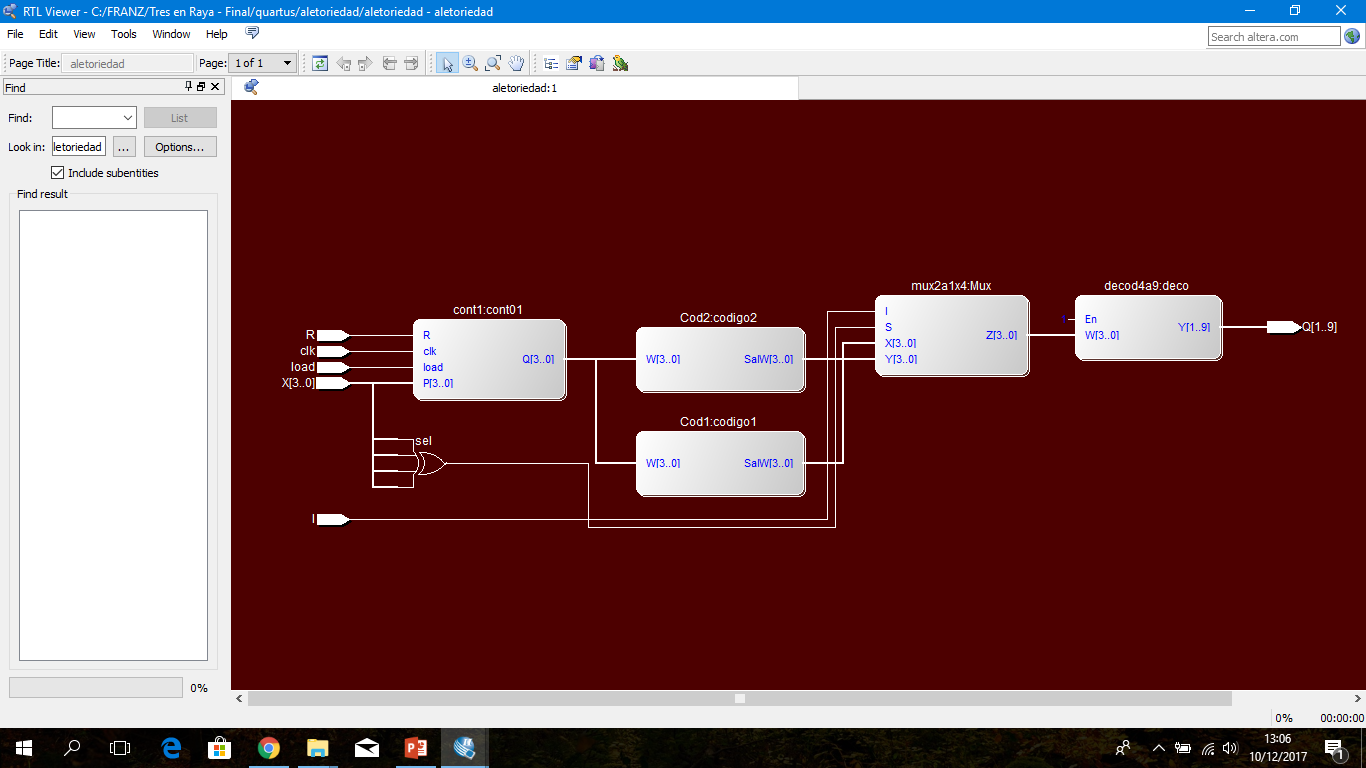 RTL Viewer - C:/FRANZ/Tres en Raya - Final/quartus/aletoriedad/aletoriedad - aletoriedad
File Edit View Tools Window Help
Search altera.com
Page Title: aletoriedad Page: 1 of 1
Find
aletoriedad:1
Find: List
Look in: letoriedad ... Options...
Include subentities
Find result
0%
mux2a1x4:Mux
decod4a9:deco
cont1:cont01
Cod2:codigo2
R
clk
load
X[3..0]
R
clk
load
P[3..0]
Q[3..0]
W[3..0] SalW[3..0]
I
S
X[3..0]
Y[3..0]
Z[3..0]
1
En
W[3..0]
Y[1..9]
Q[1..9]
Cod1:codigo1
sel
W[3..0] SalW[3..0]
I
0% 00:00:00
13:06
10/12/2017
1